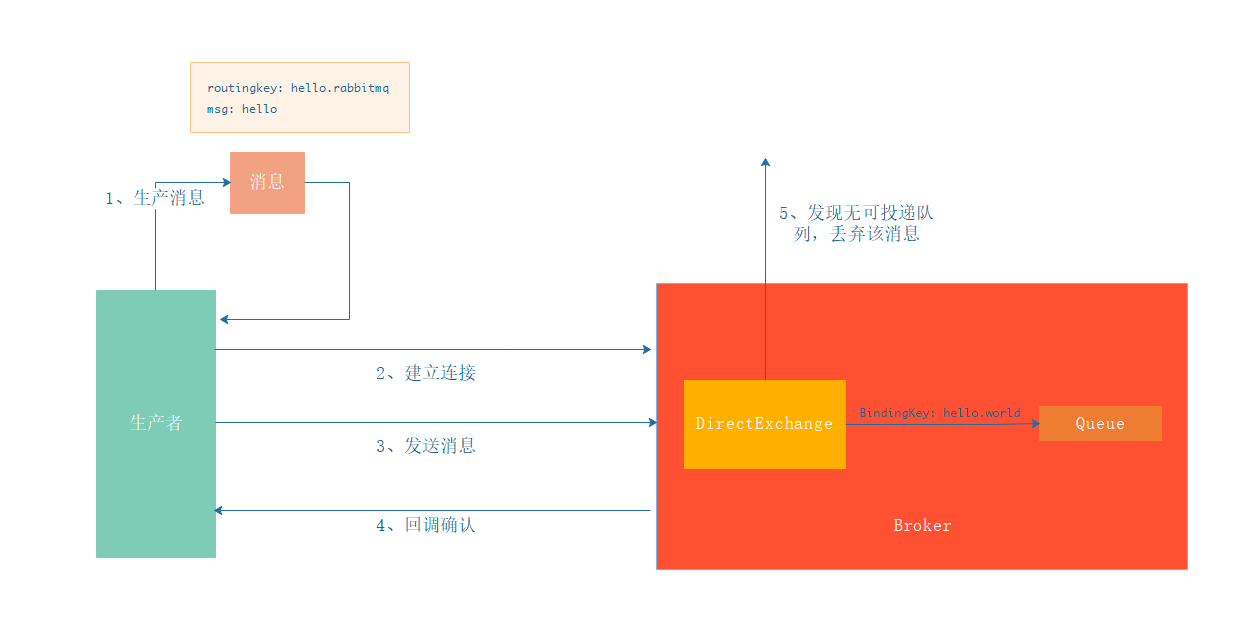 routingkey: hello.rabbitmq
msg: hello
消息
1、生产消息
5、发现无可投递队
列，丢弃该消息
2、建立连接
生产者
DirectExchange
BindingKey: hello.world
Queue
3、发送消息
4、回调确认
Broker